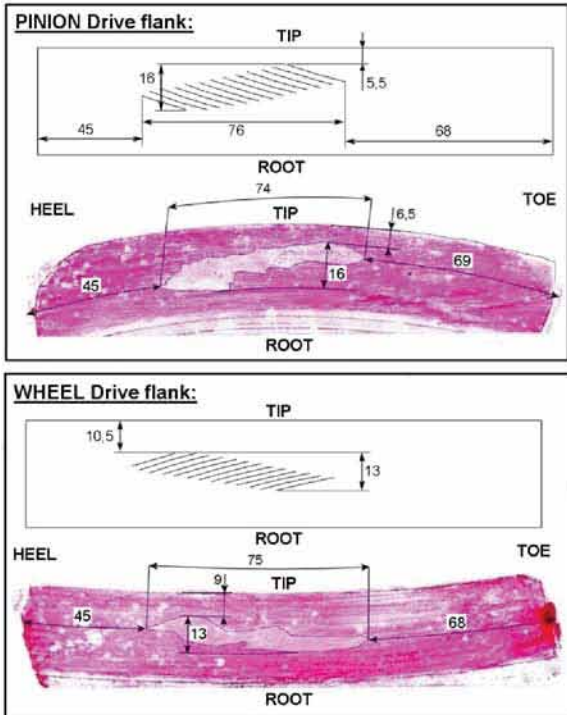 PINION Drive flank:
TIP
16
5,5
45
76
68
ROOT
74
HEEL
TIP
TOE
6,5
45
16
69
ROOT
WHEEL Drive flank:
TIP
10,5
13
ROOT
HEEL
75
TOE
9
TIP
45
13
68
ROOT